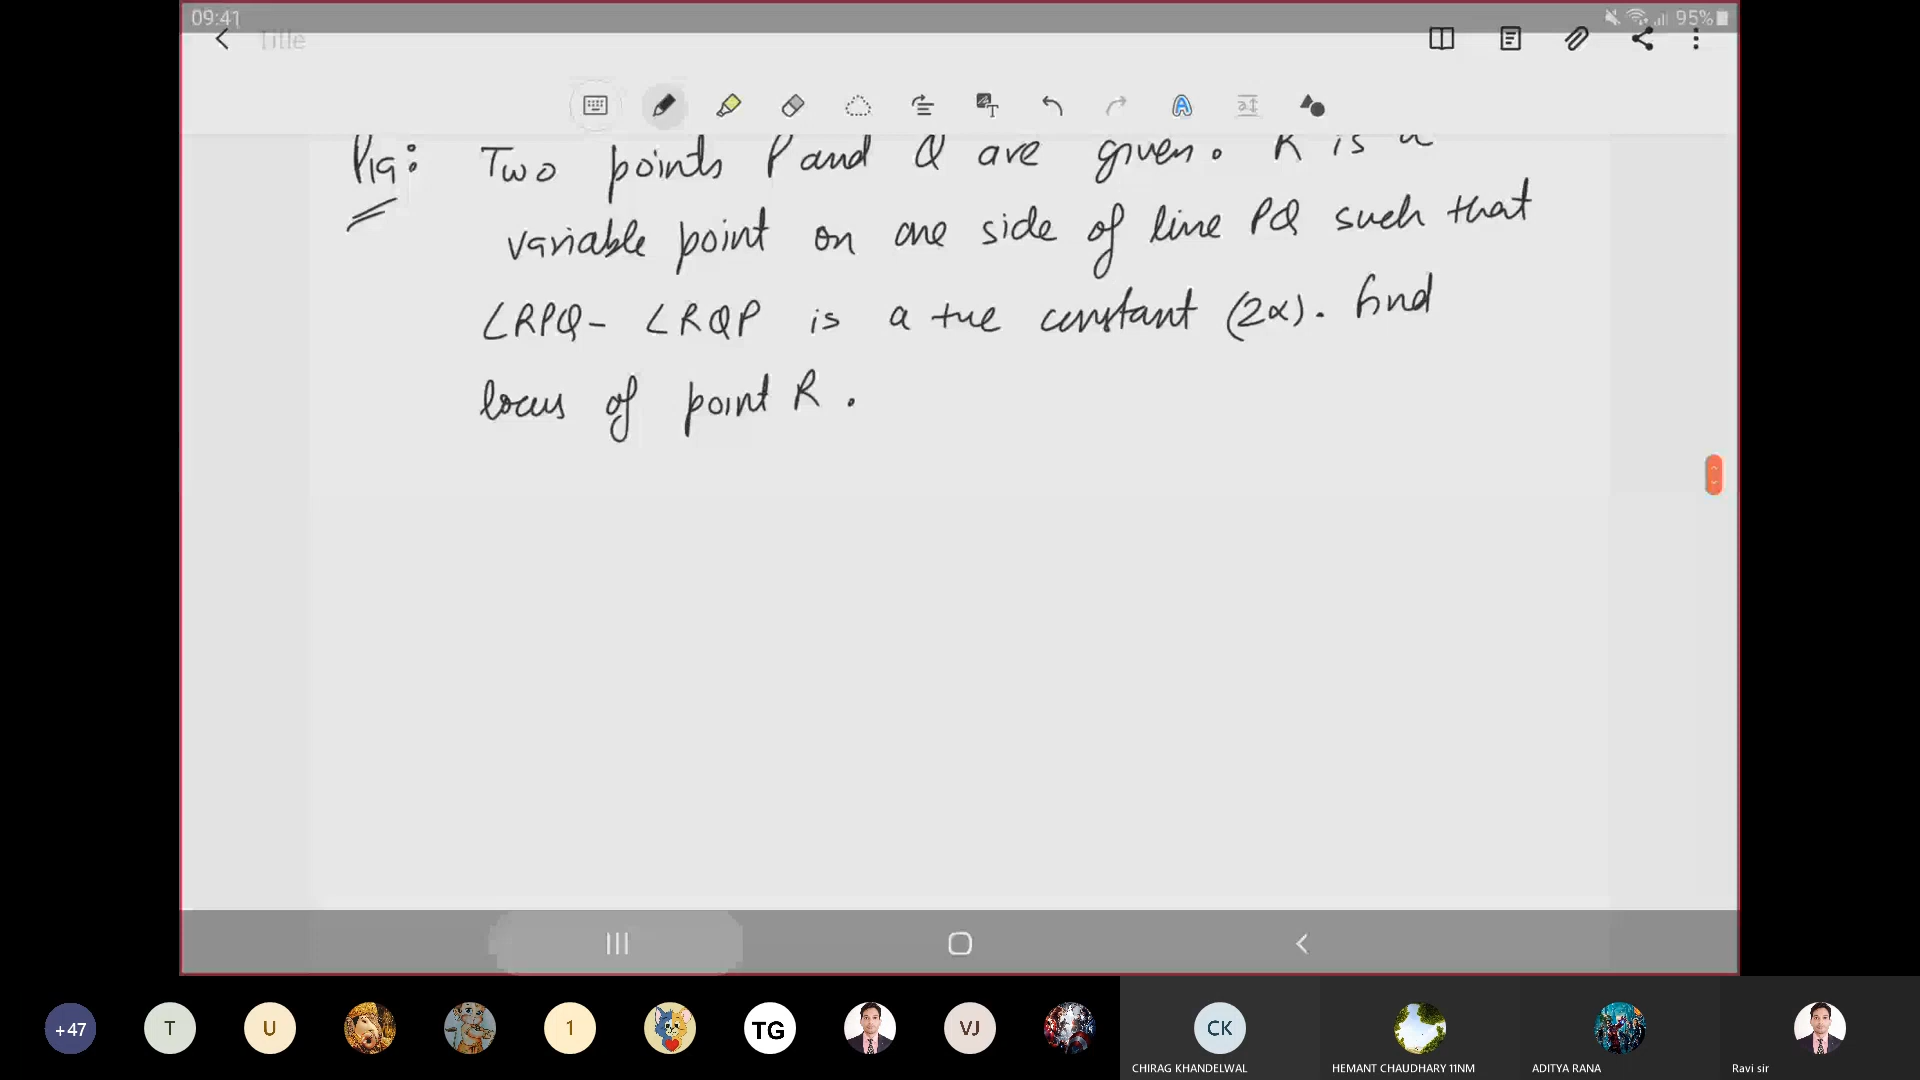 09:41
95%
Title
P19: Two points P and Q are given. R is a
variable point on one side of line PQ such that
∠RPQ - ∠RQP is a +ve constant (2α). find
locus of point R.
+47
T
U
1
TG
VJ
CK
CHIRAG KHANDELWAL
HEMANT CHAUDHARY 11NM
ADITYA RANA
Ravi sir